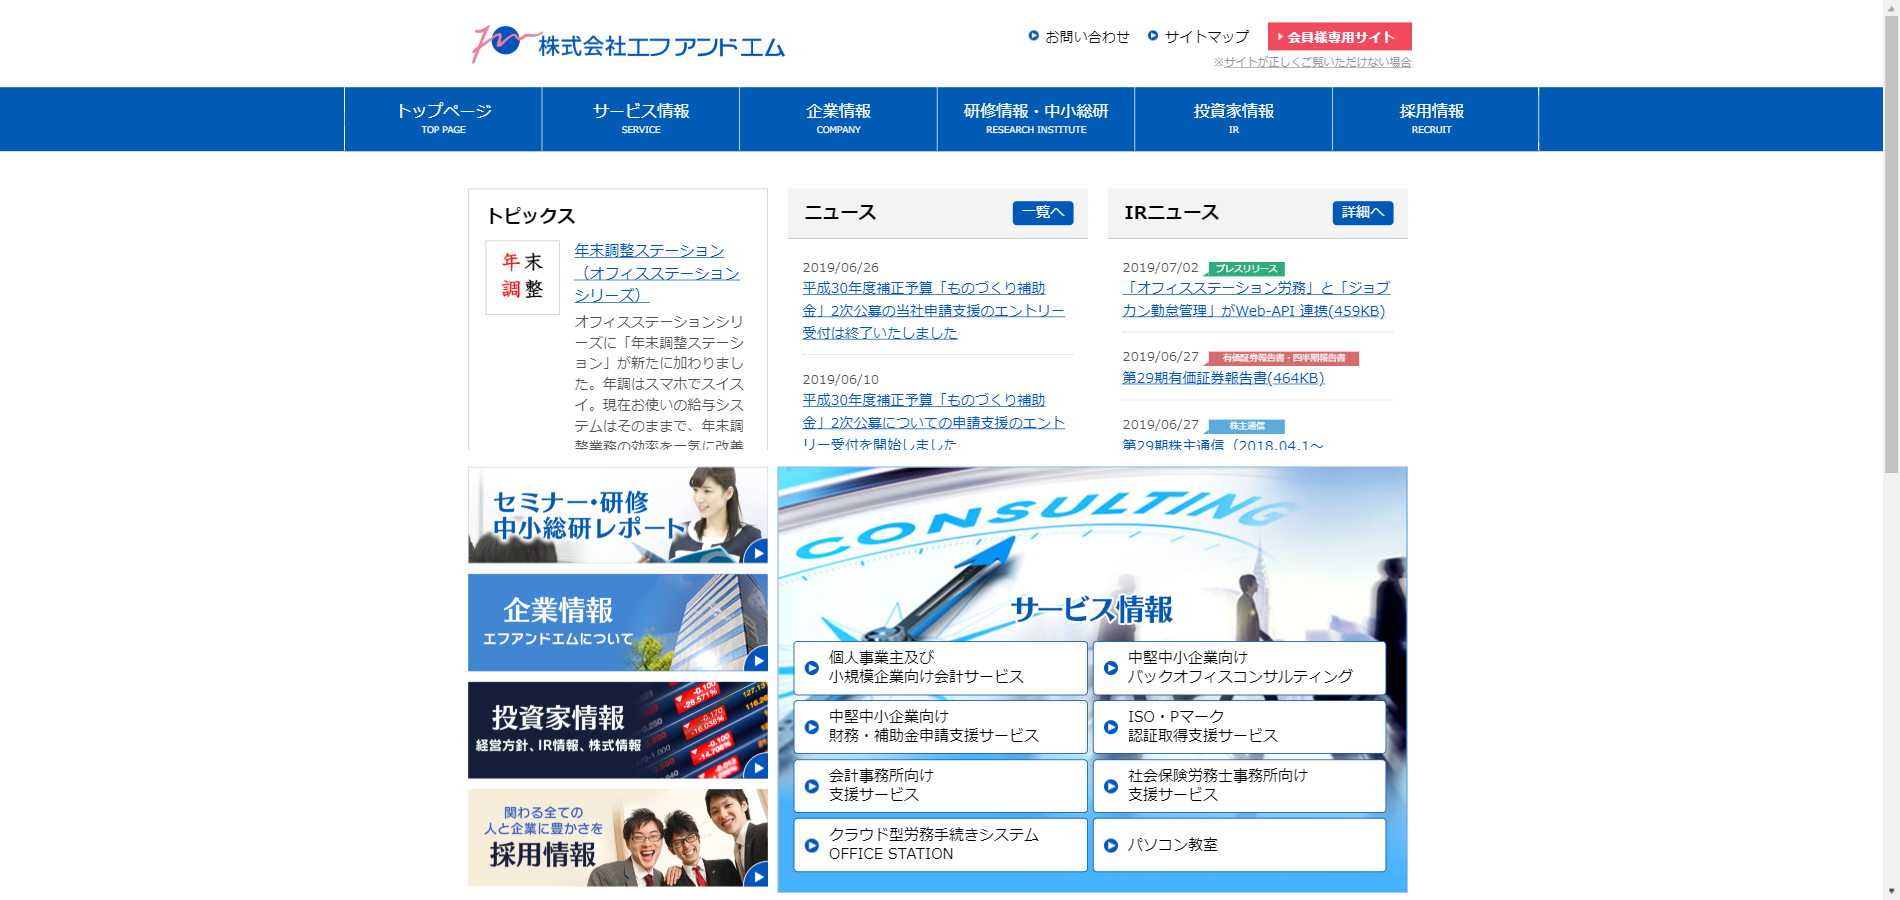 株式会社エフアンドエム
お問い合わせ
サイトマップ
会員様専用サイト
※サイトが正しくご覧いただけない場合
トップページ
TOP PAGE
サービス情報
SERVICE
企業情報
COMPANY
研修情報・中小総研
RESEARCH INSTITUTE
投資家情報
IR
採用情報
RECRUIT
トピックス
年末
調整
年末調整ステーション
（オフィスステーション
シリーズ）
オフィスステーションシリ
ーズに「年末調整ステーシ
ョン」が新たに加わりまし
た。年調はスマホでスイス
イ。現在お使いの給与シス
テムはそのままで、年末調
整業務の効率を一気に改善
ニュース
一覧へ
2019/06/26
平成30年度補正予算「ものづくり補助
金」2次公募の当社申請支援のエントリー
受付は終了いたしました
2019/06/10
平成30年度補正予算「ものづくり補助
金」2次公募についての申請支援のエント
リー受付を開始しました
IRニュース
詳細へ
2019/07/02 プレスリリース
「オフィスステーション労務」と「ジョブ
カン勤怠管理」がWeb-API 連携(459KB)
2019/06/27 有価証券報告書・四半期報告書
第29期有価証券報告書(464KB)
2019/06/27 株主通信
第29期株主通信（2018.04.1～
セミナー・研修
中小総研レポート
企業情報
エフアンドエムについて
投資家情報
経営方針、IR情報、株式情報
-0.100
-28.571%
-0.170
-16.038%
-0.100
-14.706%
127.131
116.26
関わる全ての
人と企業に豊かさを
採用情報
CONSULTING
サービス情報
個人事業主及び
小規模企業向け会計サービス
中堅中小企業向け
バックオフィスコンサルティング
中堅中小企業向け
財務・補助金申請支援サービス
ISO・Pマーク
認証取得支援サービス
会計事務所向け
支援サービス
社会保険労務士事務所向け
支援サービス
クラウド型労務手続きシステム
OFFICE STATION
パソコン教室